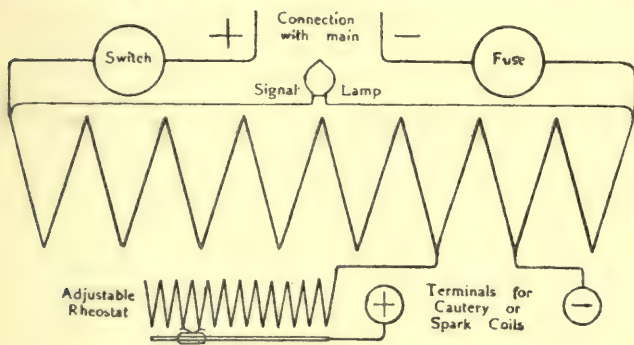 Connection
with main
+
−
Switch
Fuse
Signal Lamp
Adjustable
Rheostat
+
Terminals for
Cautery or
Spark Coils
−